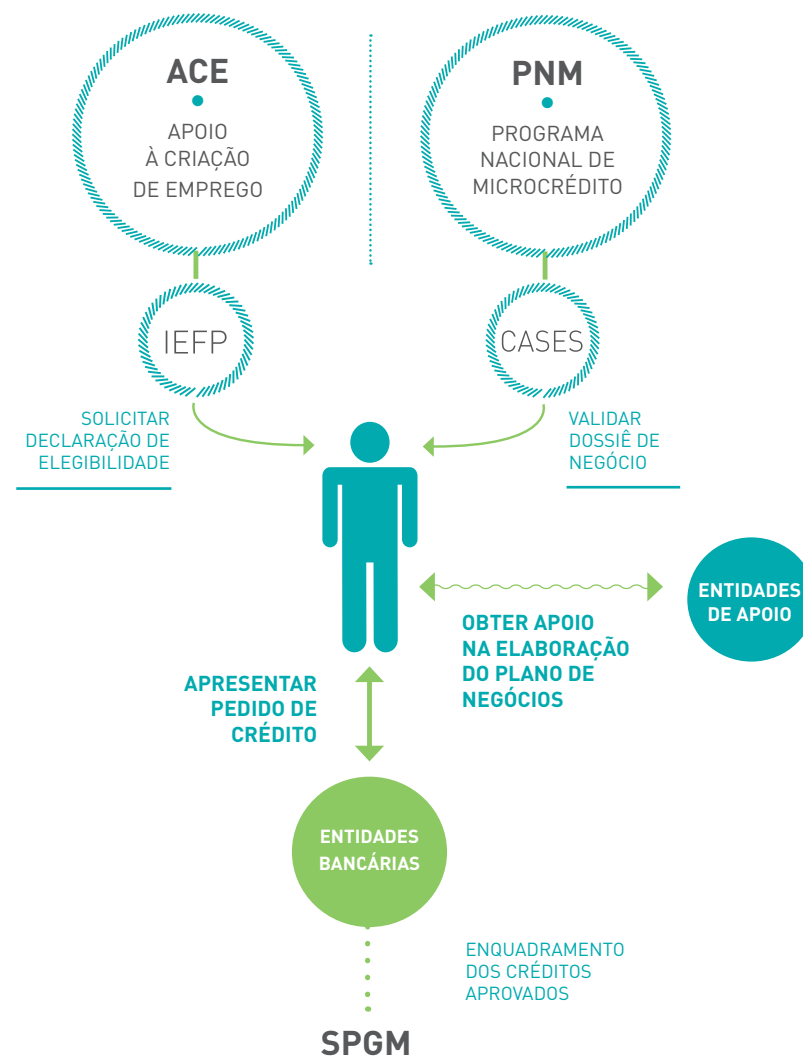 ACE
APOIO
À CRIAÇÃO
DE EMPREGO
PNM
PROGRAMA
NACIONAL DE
MICROCRÉDITO
IEFP
CASES
SOLICITAR
DECLARAÇÃO DE
ELEGIBILIDADE
VALIDAR
DOSSIÊ DE
NEGÓCIO
ENTIDADES
DE APOIO
OBTER APOIO
NA ELABORAÇÃO
DO PLANO DE
NEGÓCIOS
APRESENTAR
PEDIDO DE
CRÉDITO
ENTIDADES
BANCÁRIAS
ENQUADRAMENTO
DOS CRÉDITOS
APROVADOS
SPGM